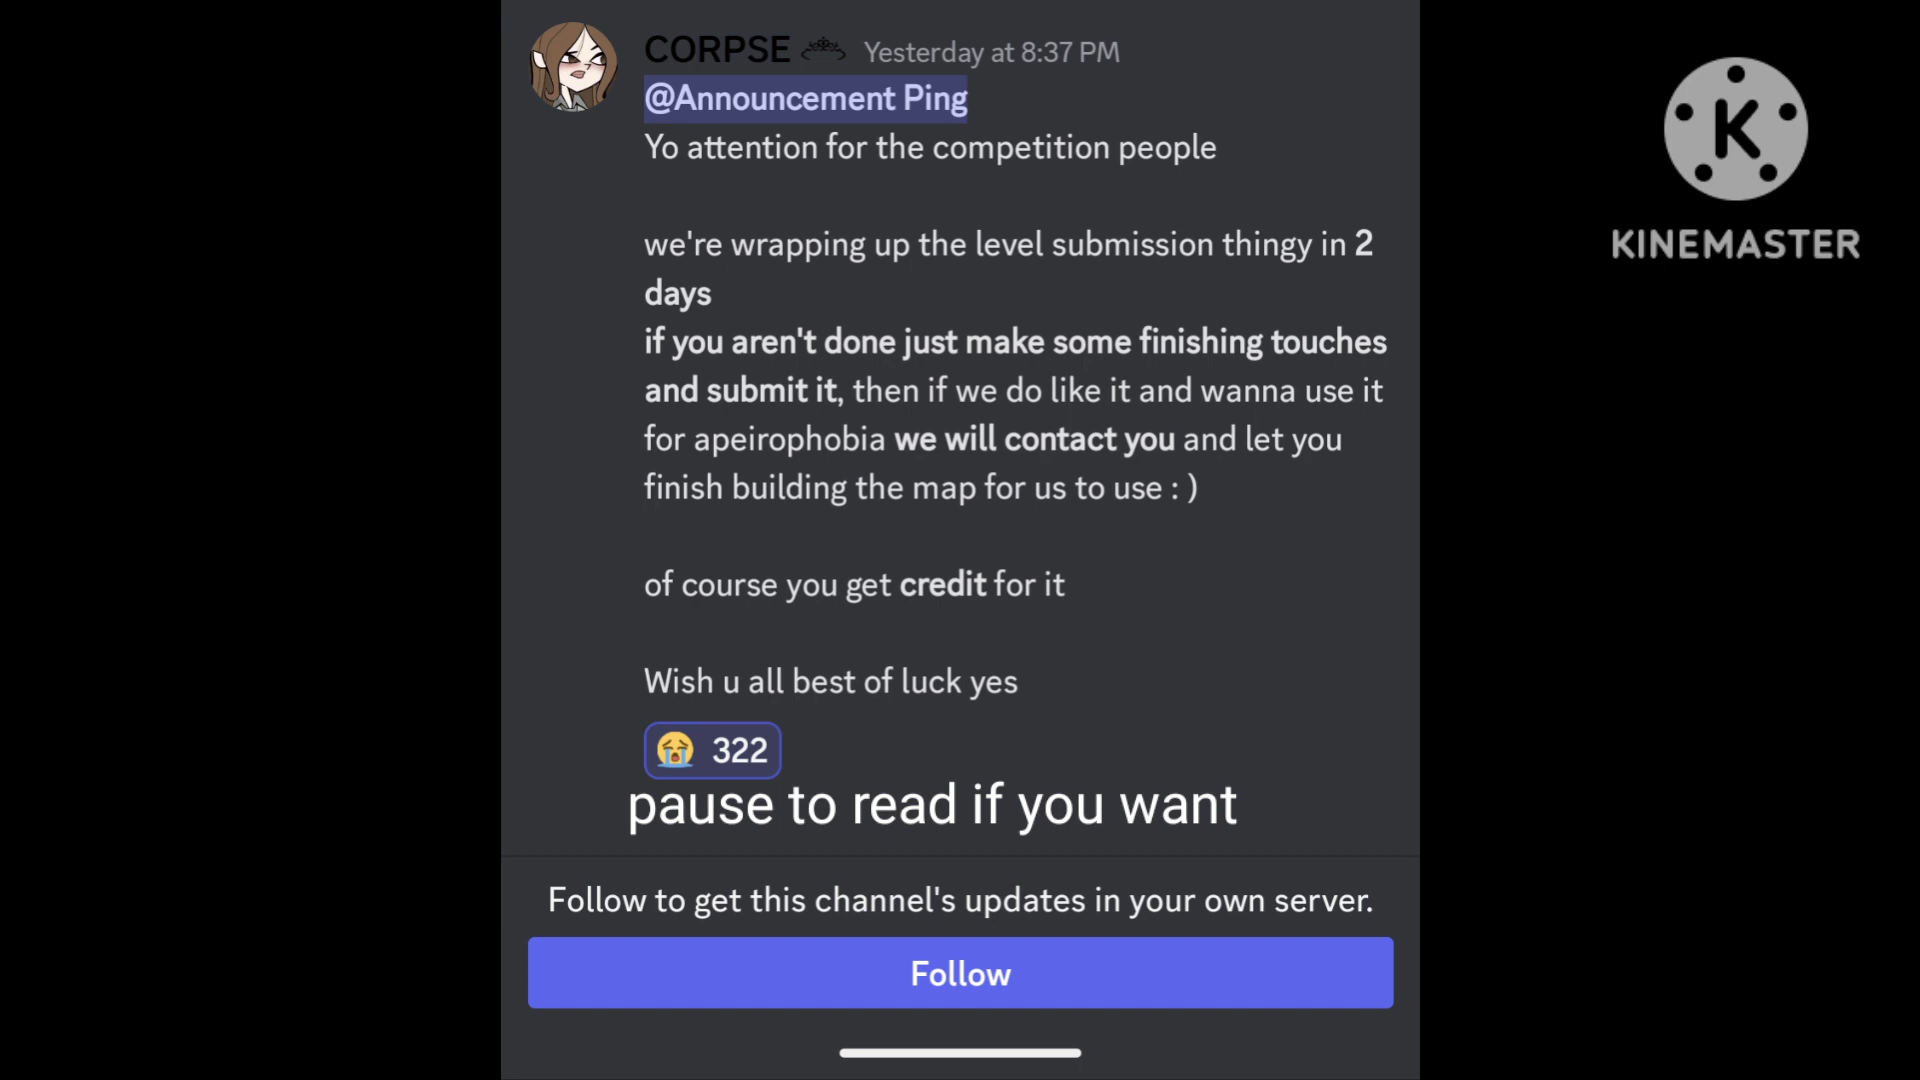 CORPSE Yesterday at 8:37 PM
@Announcement Ping
Yo attention for the competition people
we're wrapping up the level submission thingy in 2
days
if you aren't done just make some finishing touches
and submit it, then if we do like it and wanna use it
for apeirophobia we will contact you and let you
finish building the map for us to use : )
of course you get credit for it
Wish u all best of luck yes
😭 322
pause to read if you want
Follow to get this channel's updates in your own server.
Follow
K
KINEMASTER